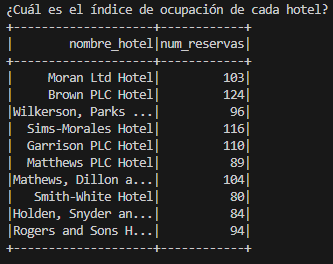 ¿Cuál es el índice de ocupación de cada hotel?
+--------------------+------------+
|        nombre_hotel|num_reservas|
+--------------------+------------+
|     Moran Ltd Hotel|         103|
|     Brown PLC Hotel|         124|
|Wilkerson, Parks ...|          96|
|  Sims-Morales Hotel|         116|
|  Garrison PLC Hotel|         110|
|  Matthews PLC Hotel|          89|
|Mathews, Dillon a...|         104|
|   Smith-White Hotel|          80|
|Holden, Snyder an...|          84|
|Rogers and Sons H...|          94|
+--------------------+------------+